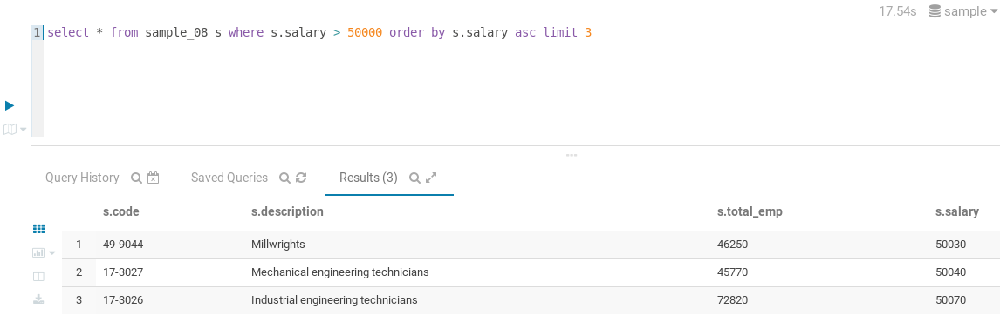 17.54s sample
1 select * from sample_08 s where s.salary > 50000 order by s.salary asc limit 3
Query History Saved Queries Results (3)
s.code s.description s.total_emp s.salary
1 49-9044 Millwrights 46250 50030
2 17-3027 Mechanical engineering technicians 45770 50040
3 17-3026 Industrial engineering technicians 72820 50070